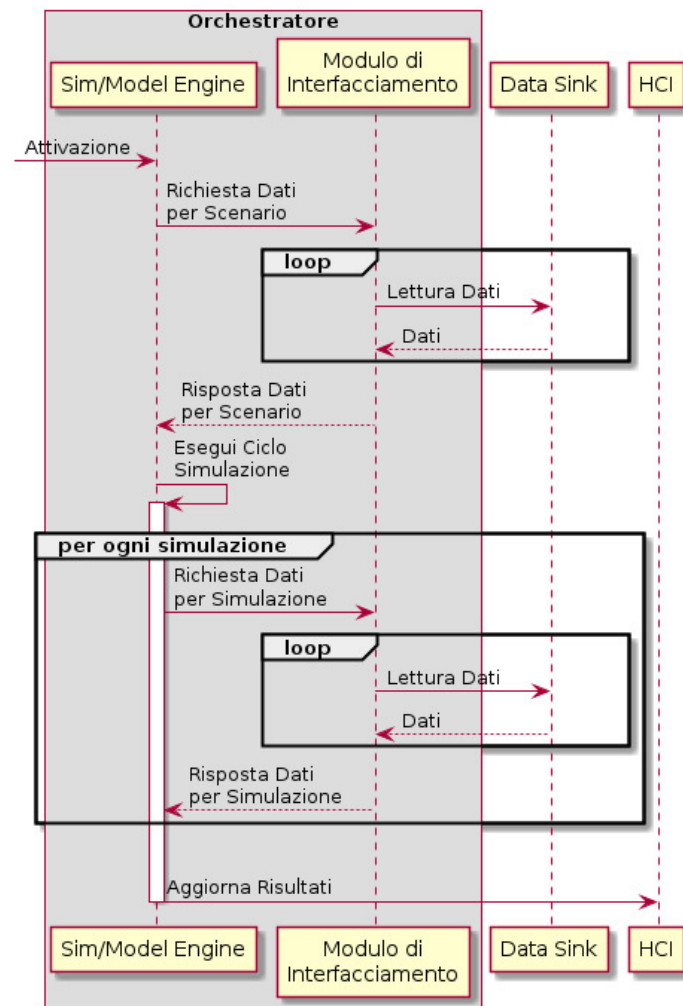 Orchestratore
Sim/Model Engine
Modulo di
Interfacciamento
Data Sink
HCI
Attivazione
Richiesta Dati
per Scenario
loop
Lettura Dati
Dati
Risposta Dati
per Scenario
Esegui Ciclo
Simulazione
per ogni simulazione
Richiesta Dati
per Simulazione
loop
Lettura Dati
Dati
Risposta Dati
per Simulazione
Aggiorna Risultati
Sim/Model Engine
Modulo di
Interfacciamento
Data Sink
HCI